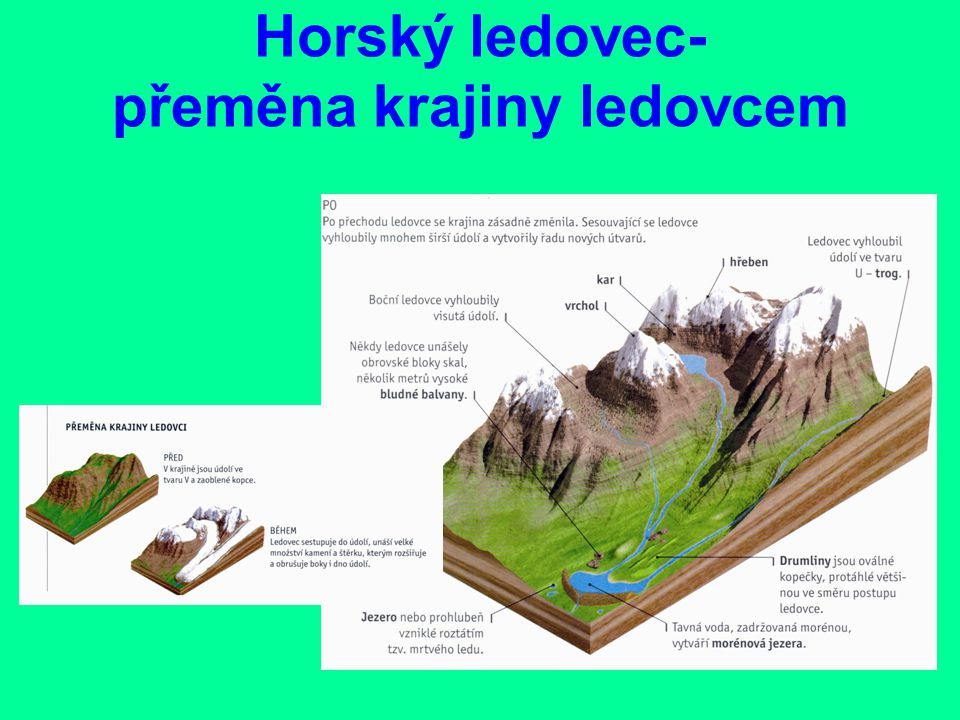 Horský ledovec-
přeměna krajiny ledovcem
PO
Po přechodu ledovce se krajina zásadně změnila. Sesouvající se ledovce
vyhloubily mnohem širší údolí a vytvořily řadu nových útvarů.
Ledovec vyhloubil
údolí ve tvaru
U – trog.
hřeben
kar
vrchol
Boční ledovce vyhloubily
visutá údolí.
Někdy ledovce unášely
obrovské bloky skal,
několik metrů vysoké
bludné balvany.
PŘEMĚNA KRAJINY LEDOVCI
PŘED
V krajině jsou údolí ve
tvaru V a zaoblené kopce.
BĚHEM
Ledovec sestupuje do údolí, unáší velké
množství kamení a štěrku, kterým rozšiřuje
a obrušuje boky i dno údolí.
Drumliny jsou oválné
kopečky, protáhlé větši-
nou ve směru postupu
ledovce.
Jezero nebo prohlubeň
vzniklé roztátím
tzv. mrtvého ledu.
Tavná voda, zadržovaná morénou,
vytváří morénová jezera.